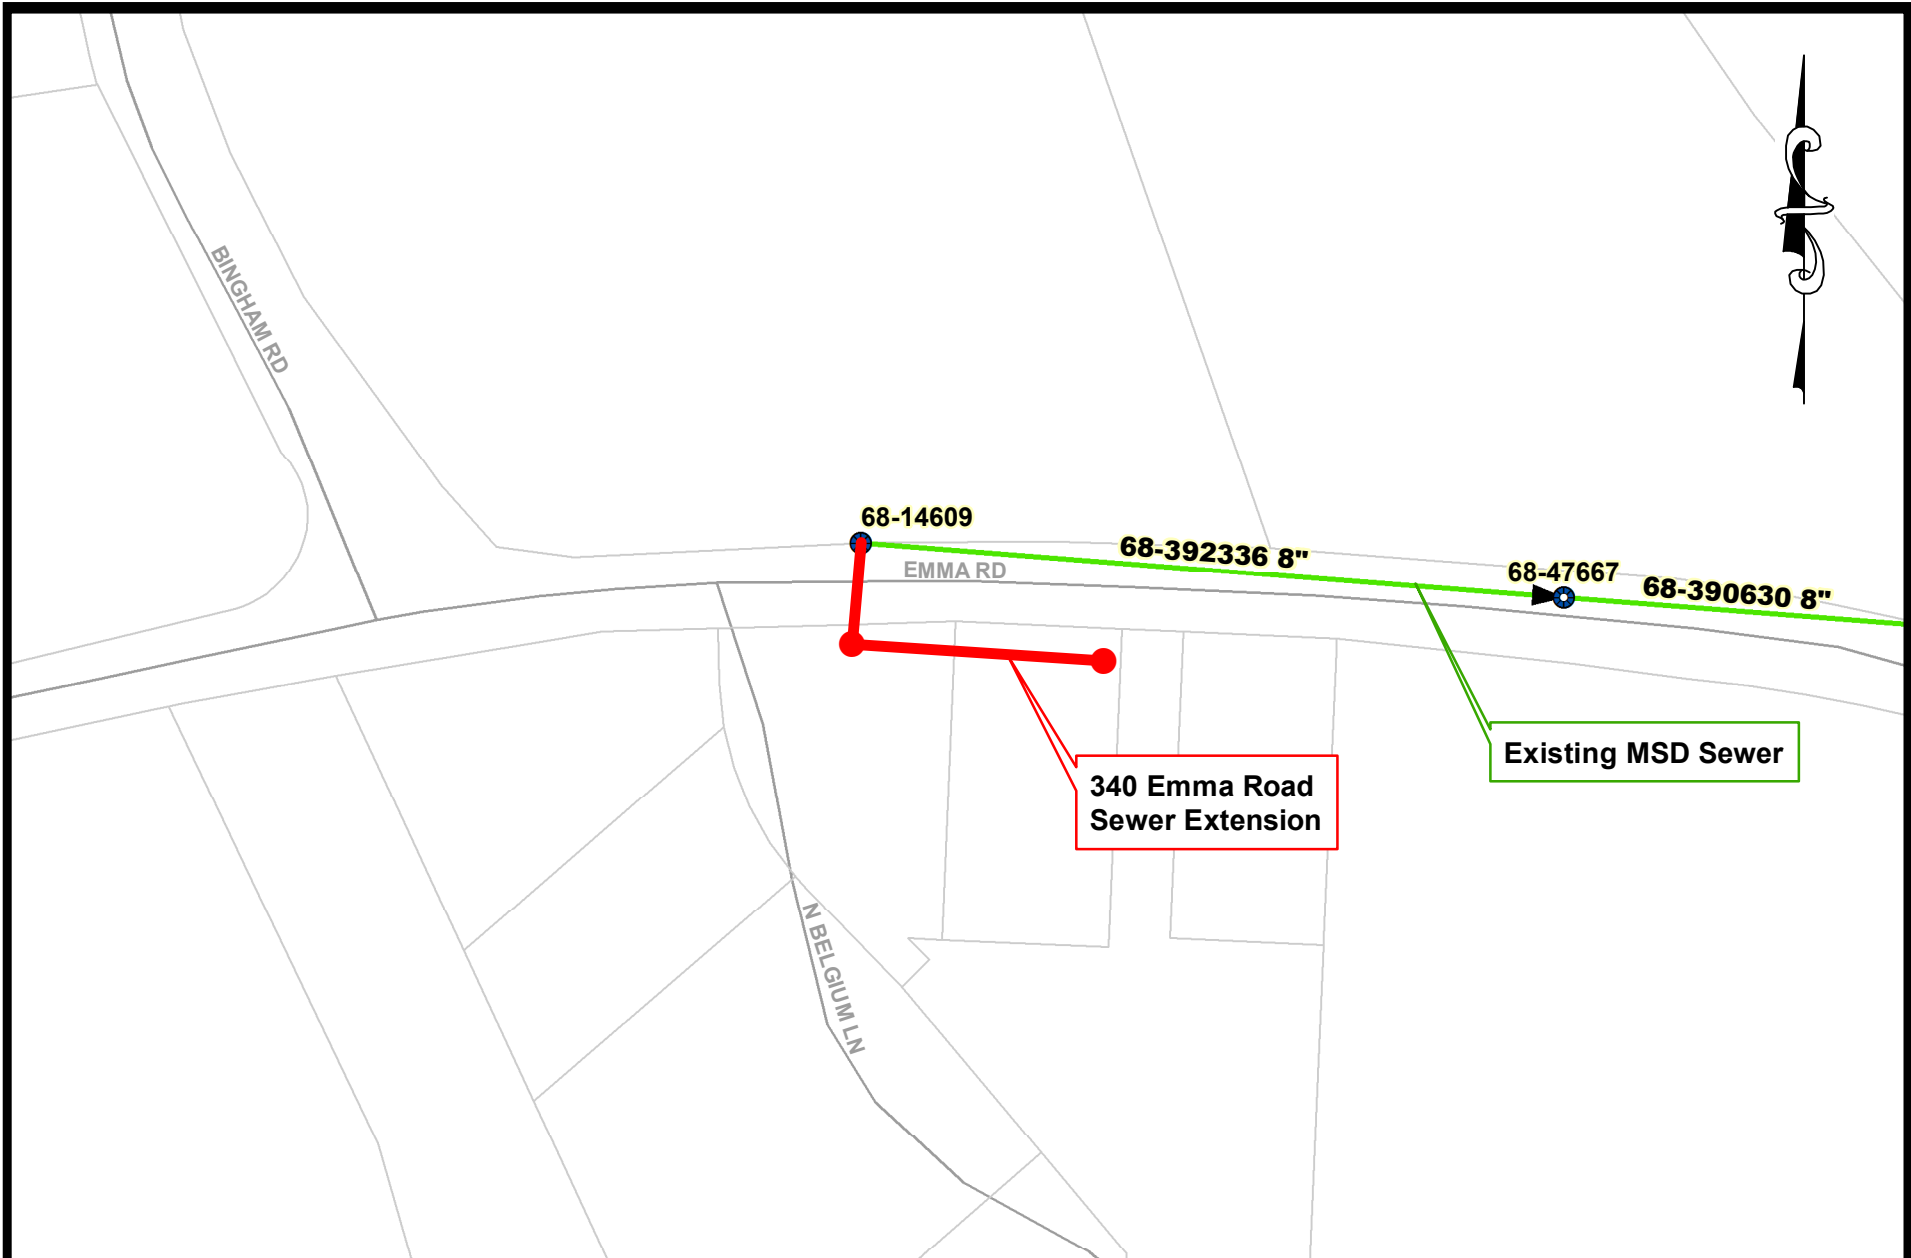 BINGHAM RD
68-14609
EMMA RD
68-392336 8"
68-47667
68-390630 8"
Existing MSD Sewer
340 Emma Road
Sewer Extension
N BELGIUM LN